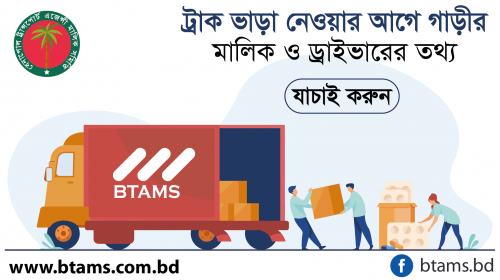 ট্রাক ভাড়া নেওয়ার আগে গাড়ীর
মালিক ও ড্রাইভারের তথ্য
যাচাই করুন
BTAMS
www.btams.com.bd
f btams.bd